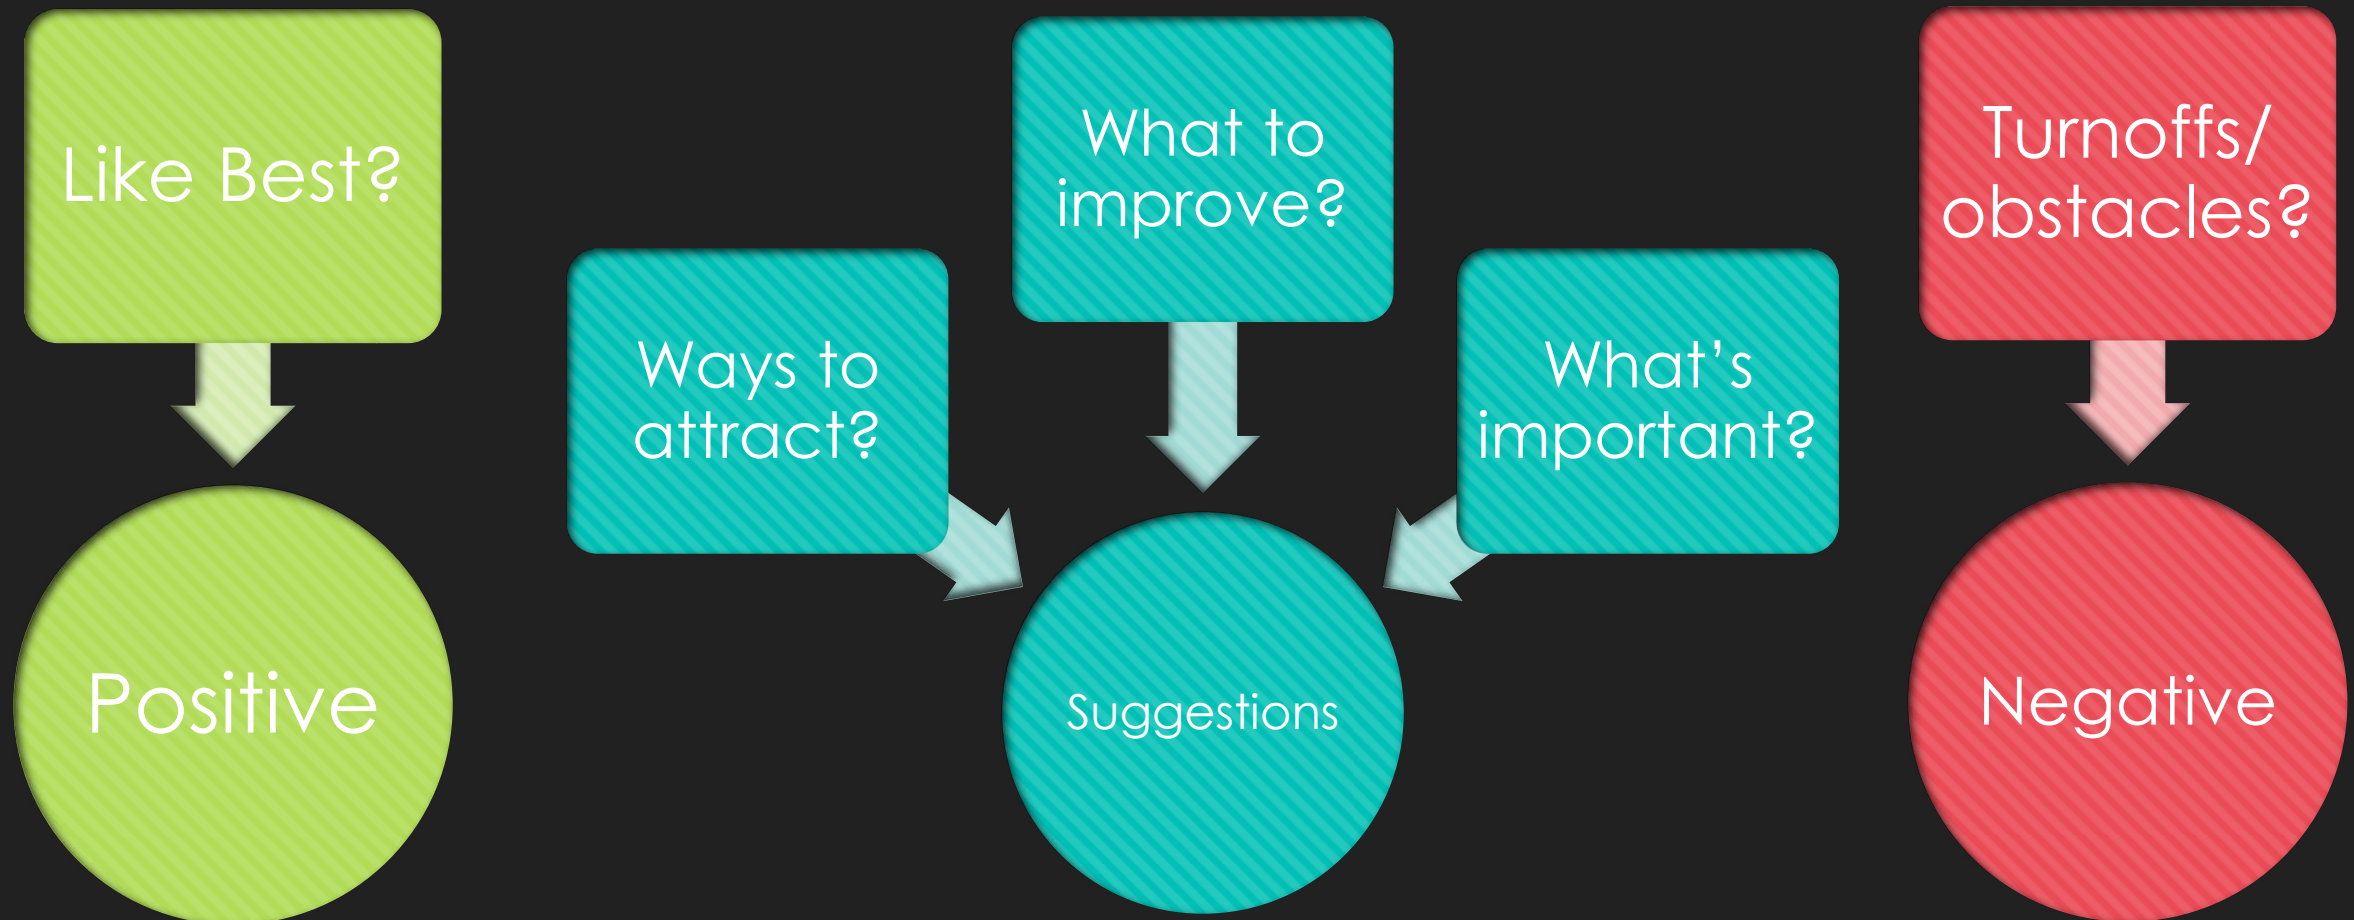 Like Best?
Positive
Ways to
attract?
What to
improve?
What’s
important?
Suggestions
Turnoffs/
obstacles?
Negative